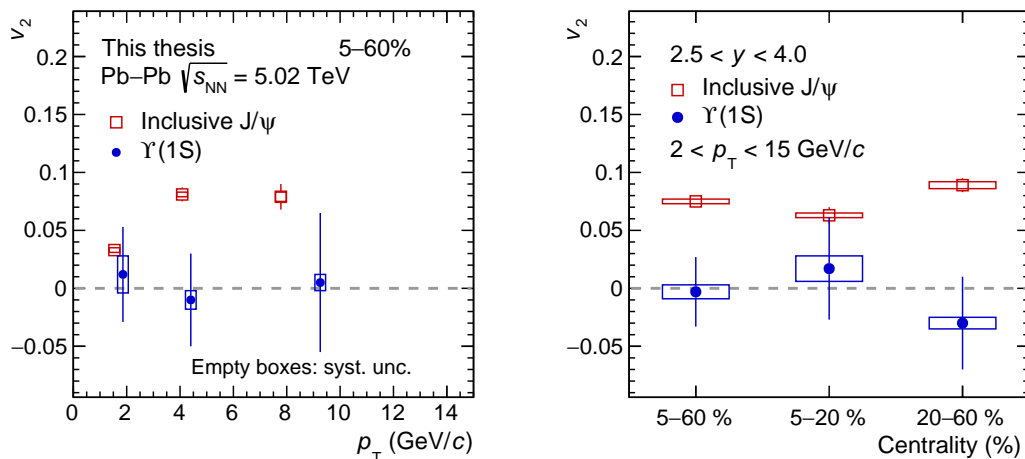 v₂
0.2
0.15
0.1
0.05
0
−0.05
This thesis 5–60%
Pb–Pb √s_NN = 5.02 TeV
Inclusive J/ψ
ϒ(1S)
Empty boxes: syst. unc.
0 2 4 6 8 10 12 14
p_T (GeV/c)
v₂
0.2
0.15
0.1
0.05
0
−0.05
2.5 < y < 4.0
Inclusive J/ψ
ϒ(1S)
2 < p_T < 15 GeV/c
5–60 % 5–20 % 20–60 %
Centrality (%)